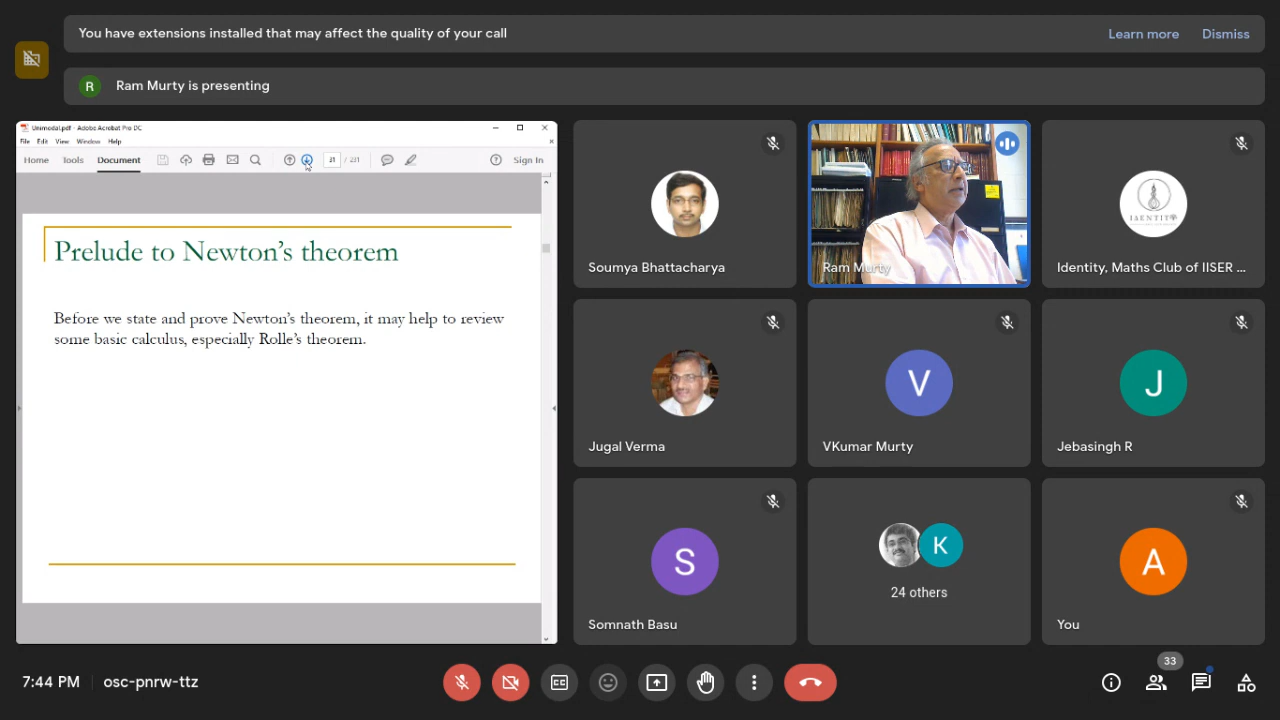 You have extensions installed that may affect the quality of your call
Learn more
Dismiss
R
Ram Murty is presenting
Unimodal.pdf - Adobe Acrobat Pro DC
File Edit View Window Help
Home Tools Document
31 / 231
Sign In
Prelude to Newton's theorem
Before we state and prove Newton's theorem, it may help to review
some basic calculus, especially Rolle's theorem.
Soumya Bhattacharya
Ram Murty
IDENTITY
Identity, Maths Club of IISER ...
Jugal Verma
V
VKumar Murty
J
Jebasingh R
S
Somnath Basu
K
24 others
A
You
7:44 PM
osc-pnrw-ttz
33